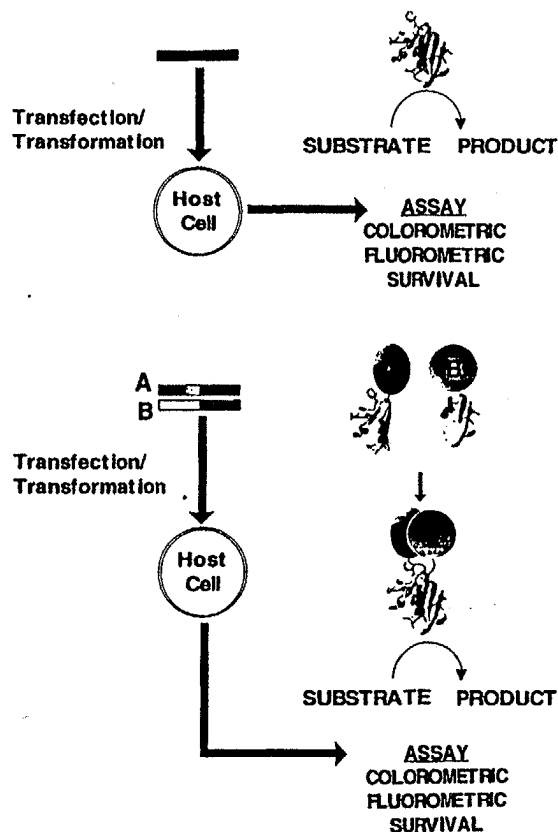 Transfection/
Transformation
SUBSTRATE PRODUCT
Host
Cell
ASSAY
COLOROMETRIC
FLUOROMETRIC
SURVIVAL
A
B
B
Transfection/
Transformation
Host
Cell
SUBSTRATE PRODUCT
ASSAY
COLOROMETRIC
FLUOROMETRIC
SURVIVAL